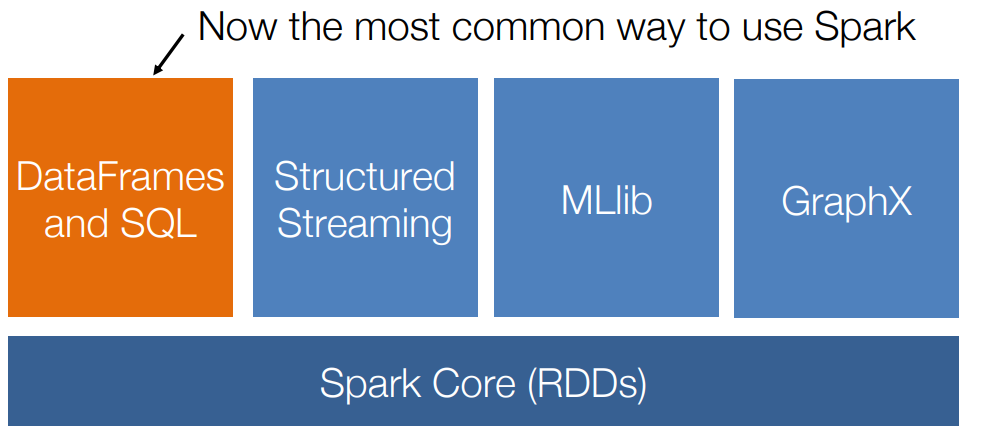 Now the most common way to use Spark
DataFrames
and SQL
Structured
Streaming
MLlib
GraphX
Spark Core (RDDs)